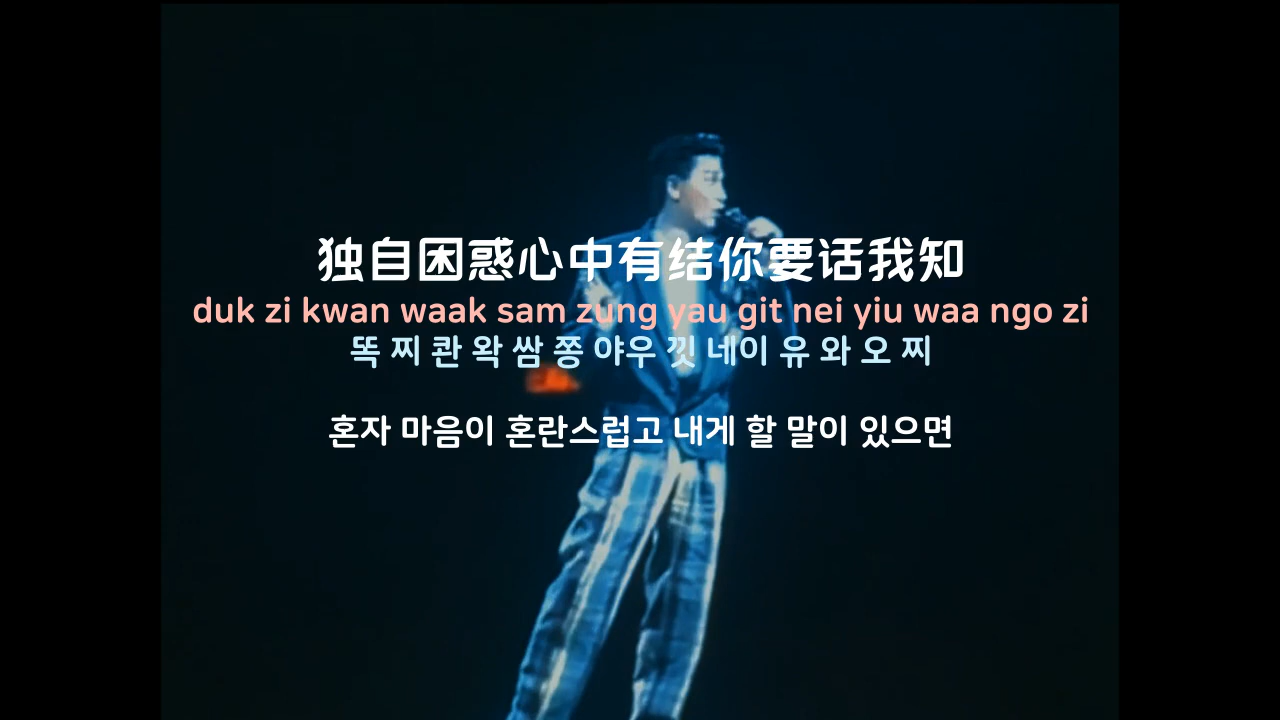 独自困惑心中有结你要话我知
duk zi kwan waak sam zung yau git nei yiu waa ngo zi
똑 찌 콴 왁 쌈 쫑 야우 낏 네이 유 와 오 찌
혼자 마음이 혼란스럽고 내게 할 말이 있으면